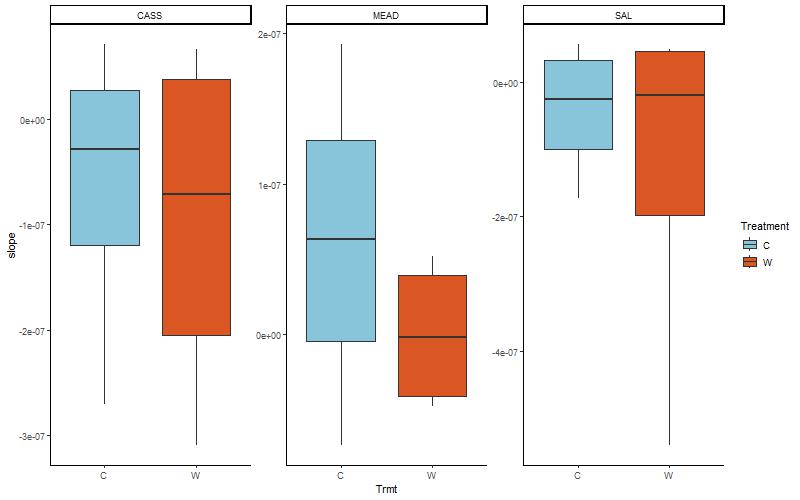 CASS
MEAD
SAL
slope
0e+00
-1e-07
-2e-07
-3e-07
2e-07
1e-07
0e+00
0e+00
-2e-07
-4e-07
C
W
C
W
C
W
Trmt
Treatment
C
W